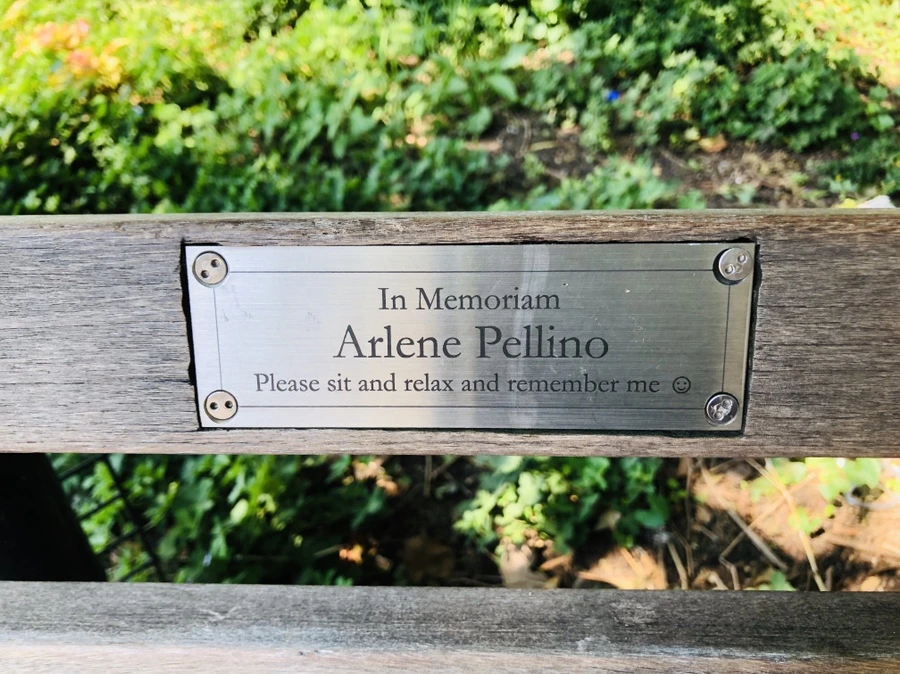 In Memoriam
Arlene Pellino
Please sit and relax and remember me ☺